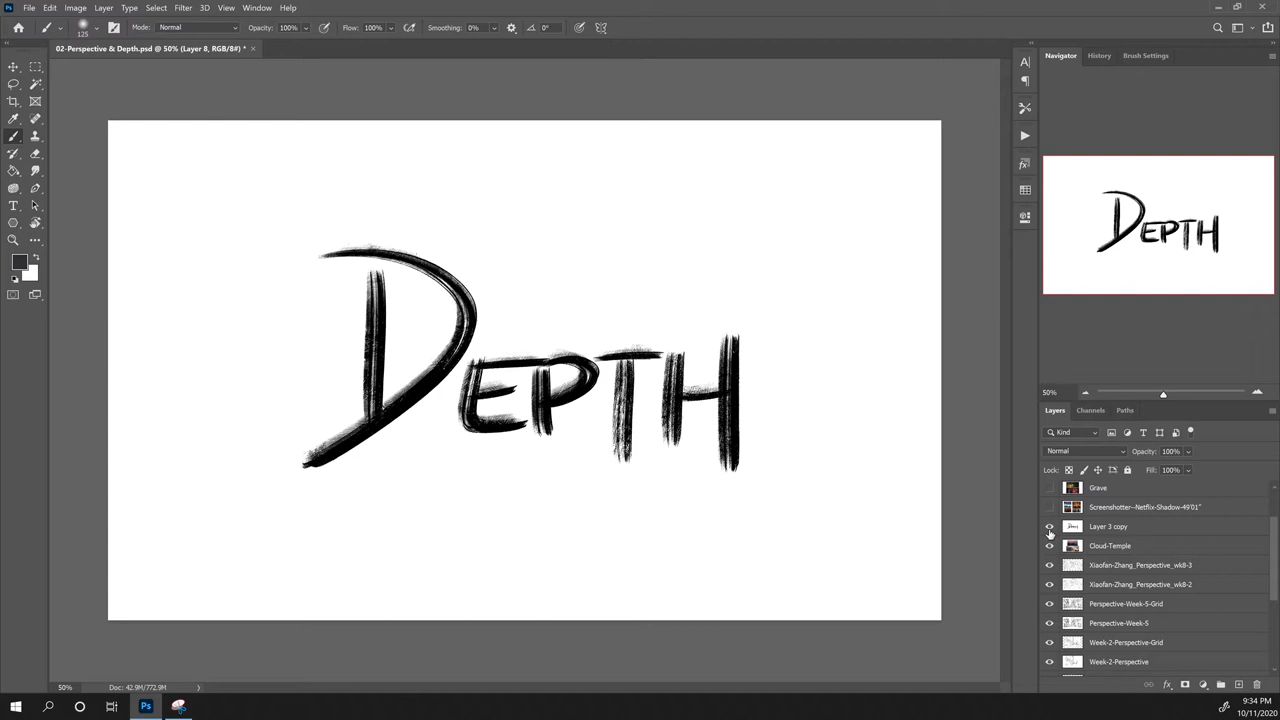 Ps File Edit Image Layer Type Select Filter 3D View Window Help
125 Mode: Normal Opacity: 100% Flow: 100% Smoothing: 0% 0°
02-Perspective & Depth.psd @ 50% (Layer 8, RGB/8#) * ×
Navigator History Brush Settings
DEPTH
DEPTH
50%
Layers Channels Paths
Kind
Normal Opacity: 100%
Lock: Fill: 100%
Grave
Screenshotter--Netflix-Shadow-49'01"
Layer 3 copy
Cloud-Temple
Xiaofan-Zhang_Perspective_wk8-3
Xiaofan-Zhang_Perspective_wk8-2
Perspective-Week-5-Grid
Perspective-Week-5
Week-2-Perspective-Grid
Week-2-Perspective
50% Doc: 42.9M/772.9M
Ps
9:34 PM
10/11/2020